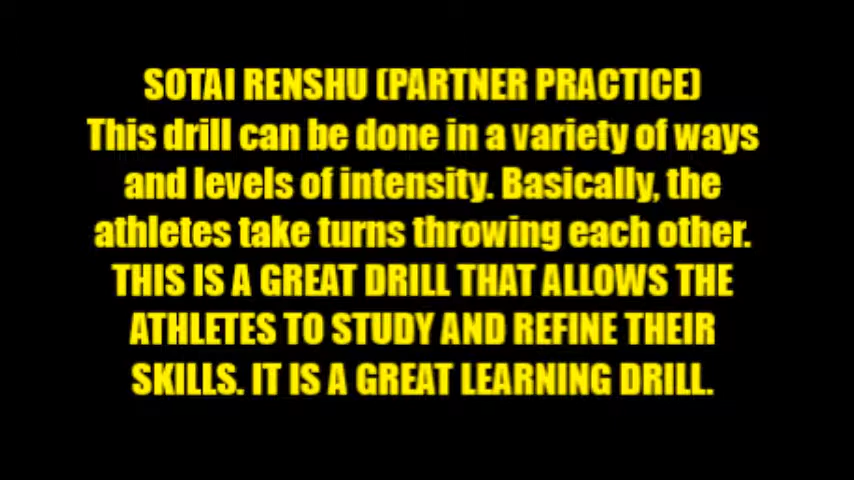 SOTAI RENSHU (PARTNER PRACTICE)
This drill can be done in a variety of ways
and levels of intensity. Basically, the
athletes take turns throwing each other.
THIS IS A GREAT DRILL THAT ALLOWS THE
ATHLETES TO STUDY AND REFINE THEIR
SKILLS. IT IS A GREAT LEARNING DRILL.